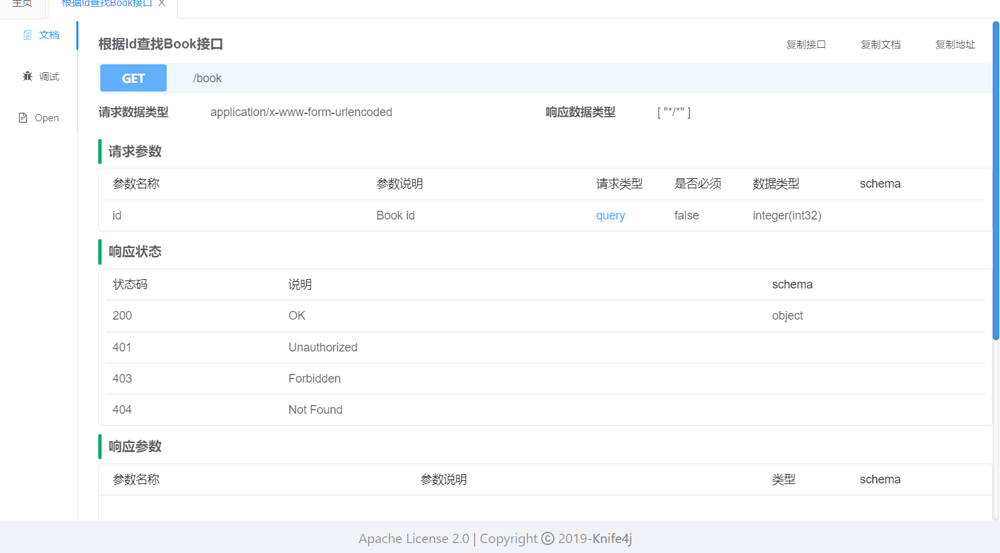 主页 根据Id查找Book接口 X
文档
调试
Open
根据Id查找Book接口 复制接口 复制文档 复制地址
GET /book
请求数据类型 application/x-www-form-urlencoded 响应数据类型 [ "*/*" ]
请求参数
参数名称 参数说明 请求类型 是否必须 数据类型 schema
id Book id query false integer(int32)
响应状态
状态码 说明 schema
200 OK object
401 Unauthorized
403 Forbidden
404 Not Found
响应参数
参数名称 参数说明 类型 schema
Apache License 2.0 | Copyright © 2019-Knife4j